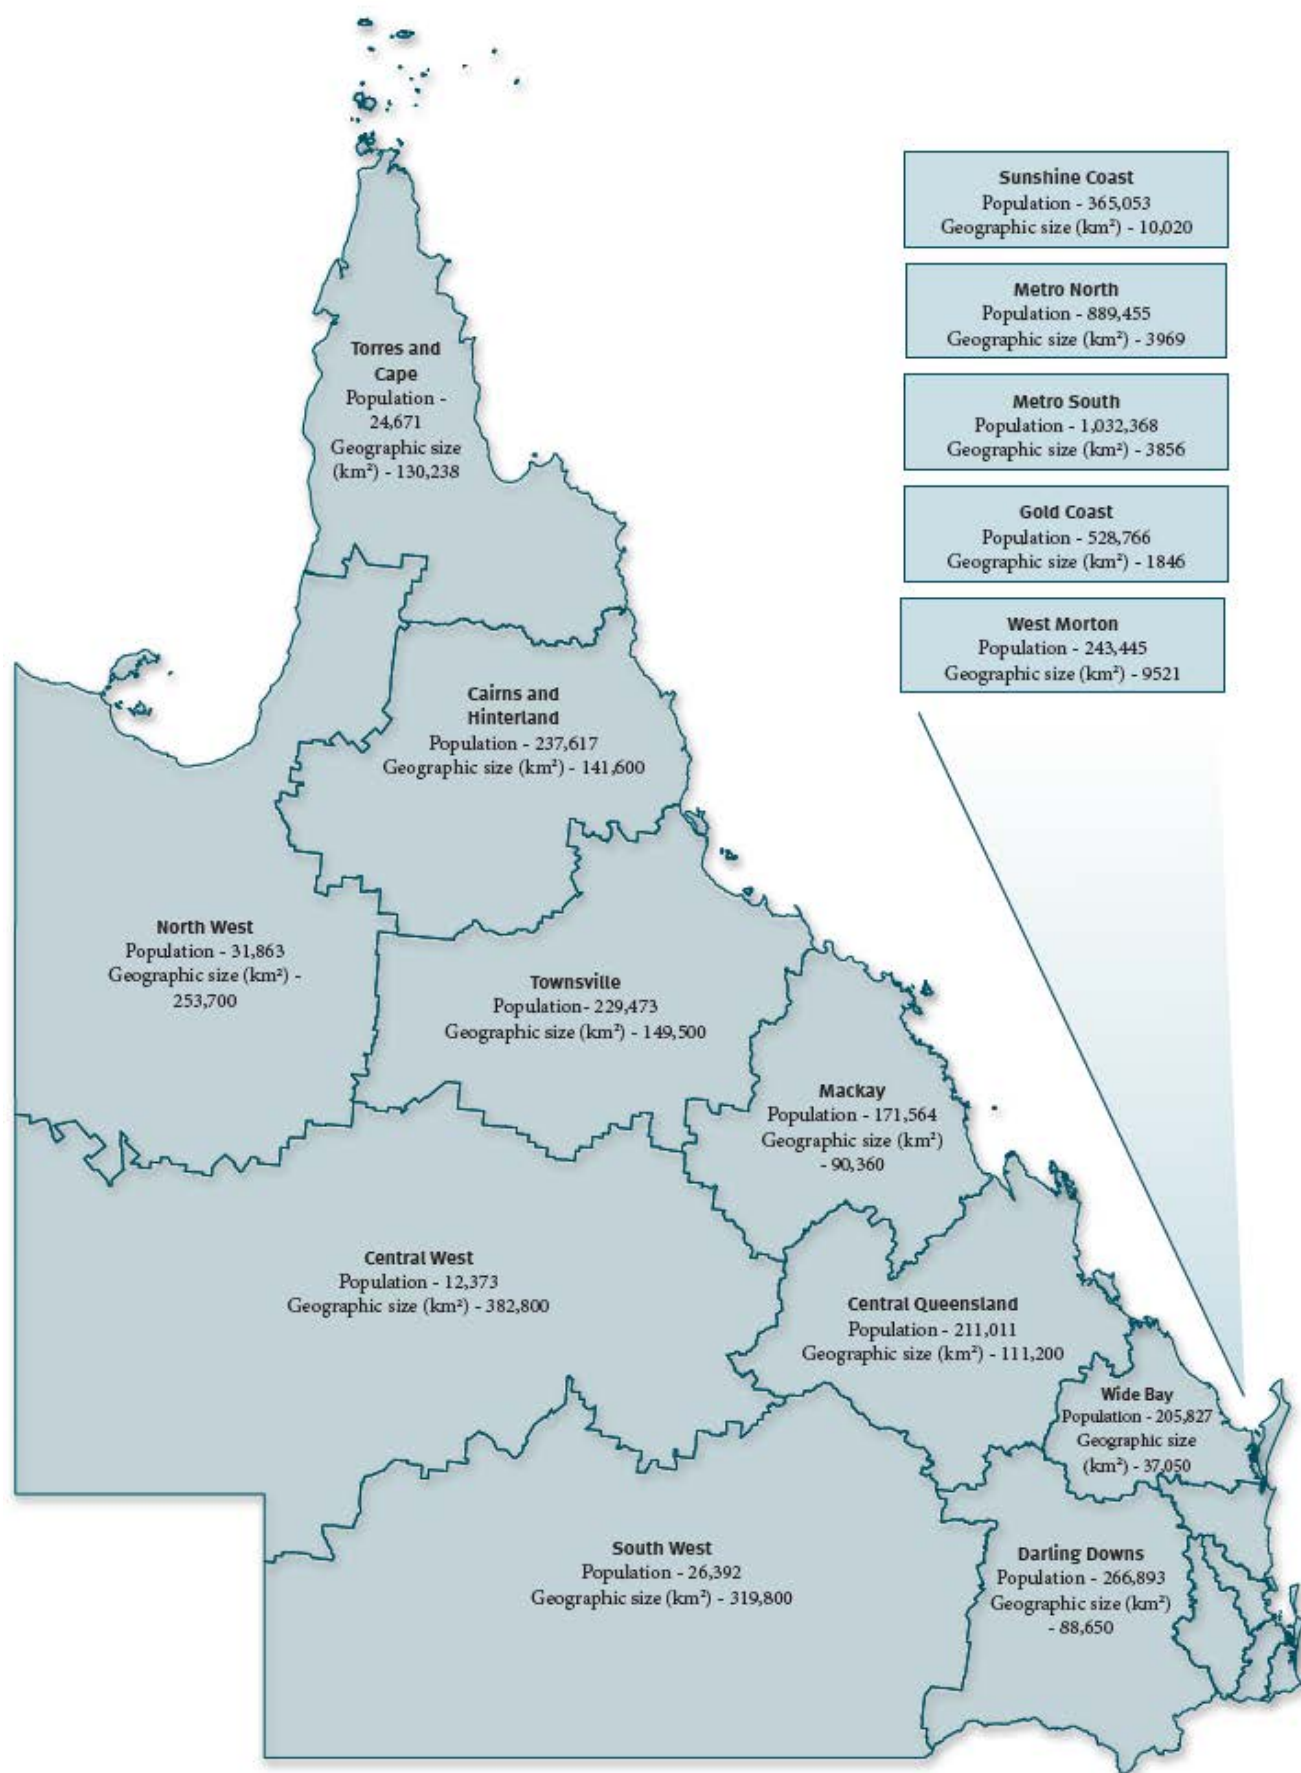 Sunshine Coast
Population - 365,053
Geographic size (km²) - 10,020
Metro North
Population - 889,455
Geographic size (km²) - 3969
Metro South
Population - 1,032,368
Geographic size (km²) - 3856
Gold Coast
Population - 528,766
Geographic size (km²) - 1846
West Morton
Population - 243,445
Geographic size (km²) - 9521
Torres and
Cape
Population -
24,671
Geographic size
(km²) - 130,238
Cairns and
Hinterland
Population - 237,617
Geographic size (km²) - 141,600
North West
Population - 31,863
Geographic size (km²) -
253,700
Townsville
Population- 229,473
Geographic size (km²) - 149,500
Mackay
Population - 171,564
Geographic size (km²)
- 90,360
Central West
Population - 12,373
Geographic size (km²) - 382,800
Central Queensland
Population - 211,011
Geographic size (km²) - 111,200
Wide Bay
Population - 205,827
Geographic size
(km²) - 37,050
South West
Population - 26,392
Geographic size (km²) - 319,800
Darling Downs
Population - 266,893
Geographic size (km²)
- 88,650